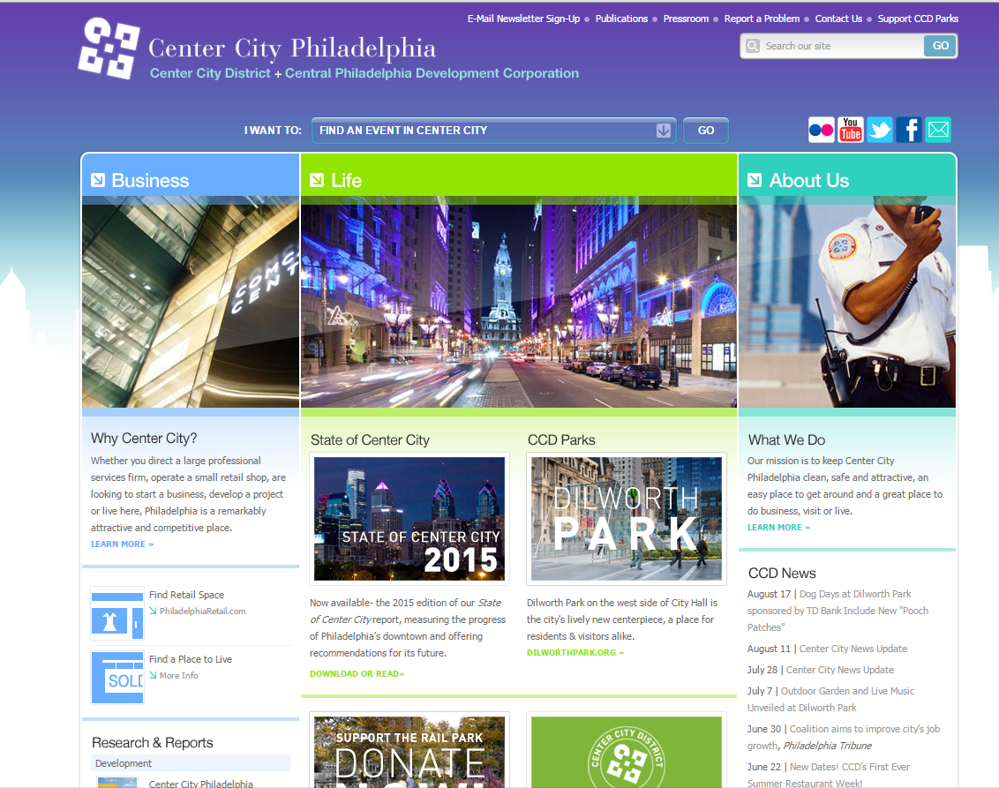 E-Mail Newsletter Sign-Up • Publications • Pressroom • Report a Problem • Contact Us • Support CCD Parks
Center City Philadelphia
Center City District + Central Philadelphia Development Corporation
Search our site
GO
I WANT TO:
FIND AN EVENT IN CENTER CITY
GO
You
Tube
Business
COMC
CENT
Why Center City?
Whether you direct a large professional
services firm, operate a small retail shop, are
looking to start a business, develop a project
or live here, Philadelphia is a remarkably
attractive and competitive place.
LEARN MORE »
Find Retail Space
PhiladelphiaRetail.com
SOLD
Find a Place to Live
More Info
Research & Reports
Development
Center City Philadelphia
Life
State of Center City
STATE OF CENTER CITY
2015
Now available- the 2015 edition of our State
of Center City report, measuring the progress
of Philadelphia's downtown and offering
recommendations for its future.
DOWNLOAD OR READ»
SUPPORT THE RAIL PARK
DONATE
NOW!
CCD Parks
DILWORTH
PARK
Dilworth Park on the west side of City Hall is
the city's lively new centerpiece, a place for
residents & visitors alike.
DILWORTHPARK.ORG »
CENTER CITY DISTRICT
About Us
What We Do
Our mission is to keep Center City
Philadelphia clean, safe and attractive, an
easy place to get around and a great place to
do business, visit or live.
LEARN MORE »
CCD News
August 17 | Dog Days at Dilworth Park
sponsored by TD Bank Include New "Pooch
Patches"
August 11 | Center City News Update
July 28 | Center City News Update
July 7 | Outdoor Garden and Live Music
Unveiled at Dilworth Park
June 30 | Coalition aims to improve city's job
growth, Philadelphia Tribune
June 22 | New Dates! CCD's First Ever
Summer Restaurant Week!